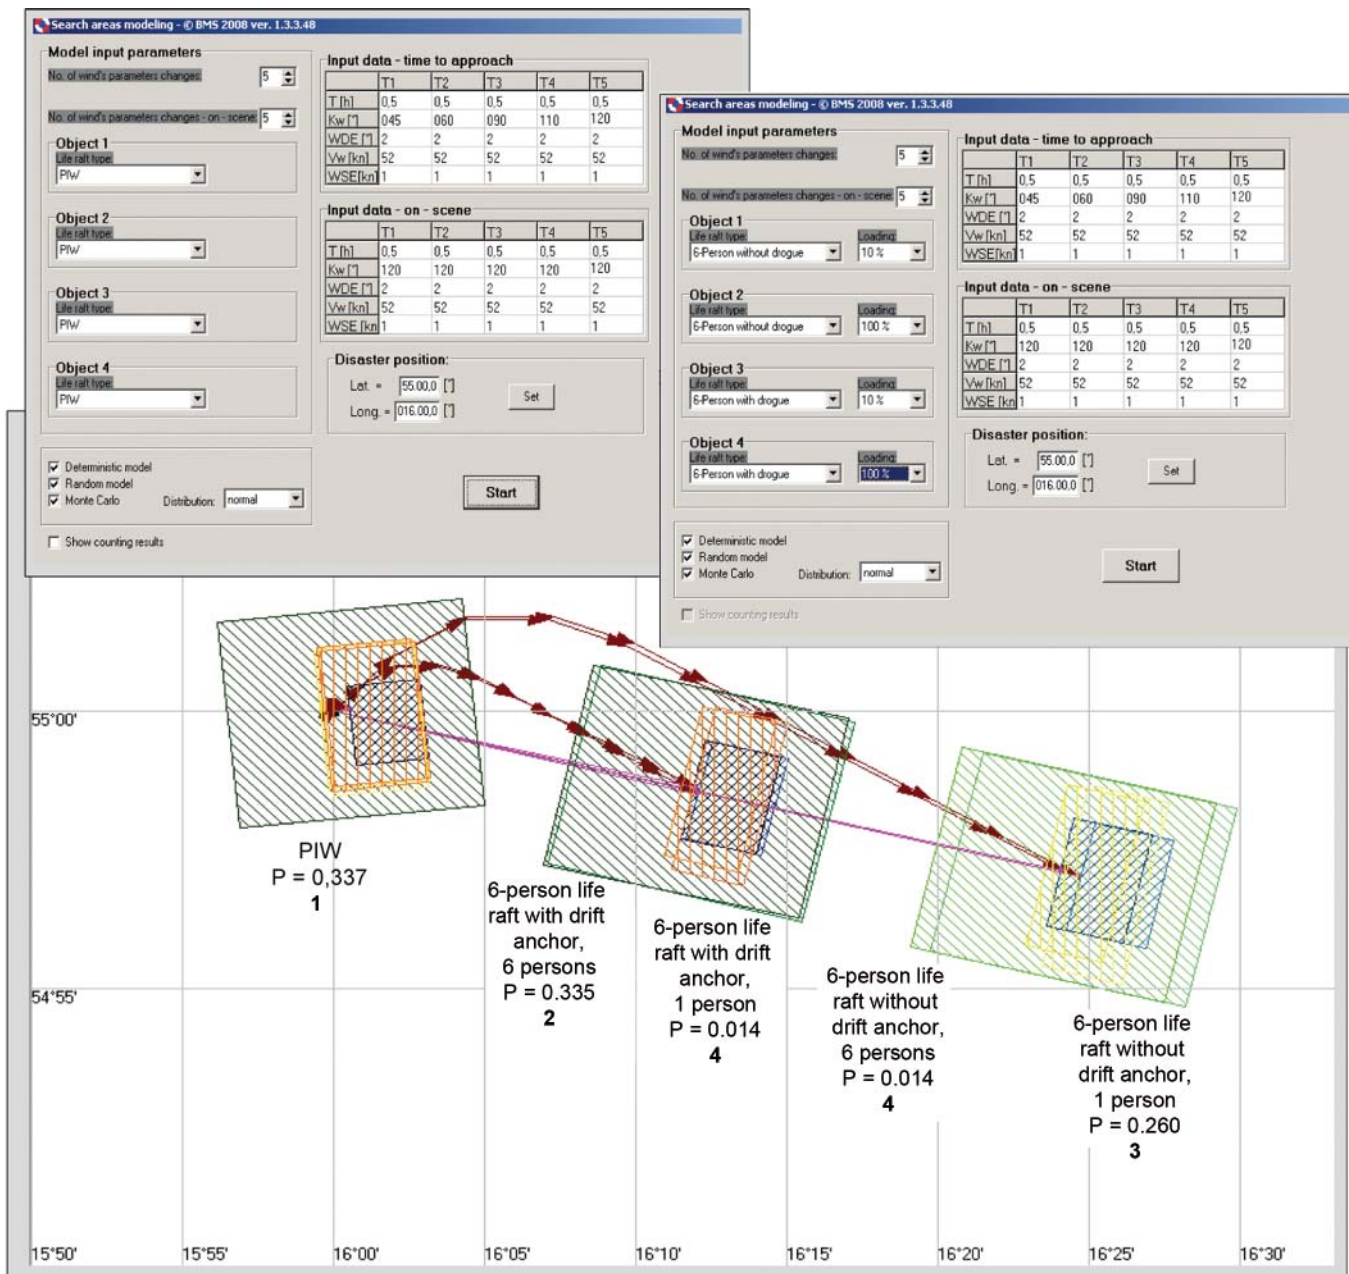 Search areas modeling - © BMS 2008 ver. 1.3.3.48
Model input parameters
No. of wind's parameters changes: 5
No. of wind's parameters changes - on - scene: 5
Object 1
Life raft type:
PIW
Object 2
Life raft type:
PIW
Object 3
Life raft type:
PIW
Object 4
Life raft type:
PIW
Deterministic model
Random model
Monte Carlo Distribution: normal
Show counting results
Input data - time to approach
T1 T2 T3 T4 T5
T [h] 0,5 0,5 0,5 0,5 0,5
Kw [°] 045 060 090 110 120
WDE [°] 2 2 2 2 2
Vw [kn] 52 52 52 52 52
WSE[kn] 1 1 1 1 1
Input data - on - scene
T1 T2 T3 T4 T5
T [h] 0,5 0,5 0,5 0,5 0,5
Kw [°] 120 120 120 120 120
WDE [°] 2 2 2 2 2
Vw [kn] 52 52 52 52 52
WSE [kn 1 1 1 1 1
Disaster position:
Lat. = 55.00,0 [°]
Long. = 016.00,0 [°]
Set
Start
Search areas modeling - © BMS 2008 ver. 1.3.3.48
Model input parameters
No. of wind's parameters changes: 5
No. of wind's parameters changes - on - scene: 5
Object 1
Life raft type: Loading:
6-Person without drogue 10 %
Object 2
Life raft type: Loading:
6-Person without drogue 100 %
Object 3
Life raft type: Loading:
6-Person with drogue 10 %
Object 4
Life raft type: Loading:
6-Person with drogue 100 %
Deterministic model
Random model
Monte Carlo Distribution: normal
Show counting results
Input data - time to approach
T1 T2 T3 T4 T5
T [h] 0,5 0,5 0,5 0,5 0,5
Kw [°] 045 060 090 110 120
WDE [°] 2 2 2 2 2
Vw [kn] 52 52 52 52 52
WSE[kn] 1 1 1 1 1
Input data - on - scene
T1 T2 T3 T4 T5
T [h] 0,5 0,5 0,5 0,5 0,5
Kw [°] 120 120 120 120 120
WDE [°] 2 2 2 2 2
Vw [kn] 52 52 52 52 52
WSE [kn 1 1 1 1 1
Disaster position:
Lat. = 55.00,0 [°]
Long. = 016.00,0 [°]
Set
Start
55°00'
54°55'
PIW
P = 0,337
1
6-person life
raft with drift
anchor,
6 persons
P = 0.335
2
6-person life
raft with drift
anchor,
1 person
P = 0.014
4
6-person life
raft without
drift anchor,
6 persons
P = 0.014
4
6-person life
raft without
drift anchor,
1 person
P = 0.260
3
15°50' 15°55' 16°00' 16°05' 16°10' 16°15' 16°20' 16°25' 16°30'